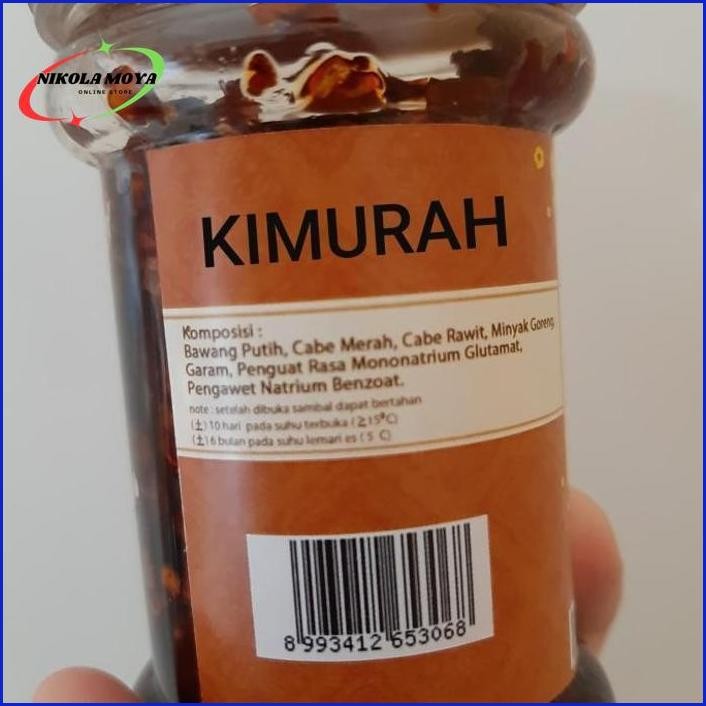 NIKOLA MOYA
ONLINE STORE
KIMURAH
Komposisi :
Bawang Putih, Cabe Merah, Cabe Rawit, Minyak Goreng,
Garam, Penguat Rasa Mononatrium Glutamat,
Pengawet Natrium Benzoat.
note : setelah dibuka sambal dapat bertahan
(±) 10 hari pada suhu terbuka (≥15°C)
(±) 6 bulan pada suhu lemari es ( 5 C)
8 993412 653068